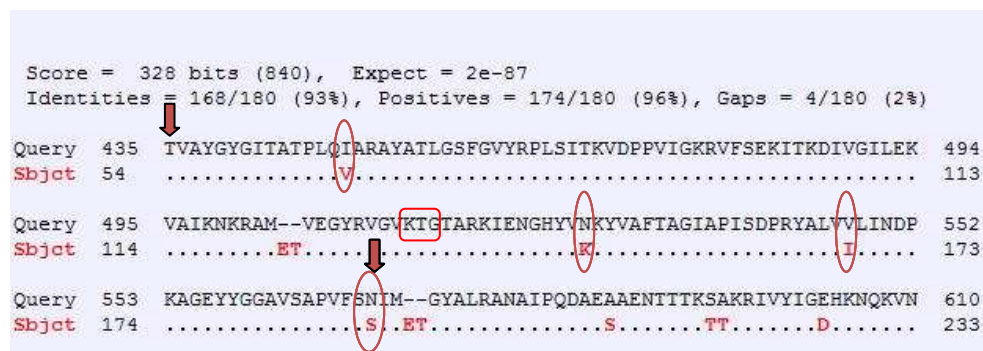 Score = 328 bits (840), Expect = 2e-87
Identities = 168/180 (93%), Positives = 174/180 (96%), Gaps = 4/180 (2%)
Query 435 TVAYGYGITATPLQIARAYATLGSFGVYRPLSITKVDPPVIGKRVFSEKITKDIVGILEK 494
Sbjct 54 ..............V............................................. 113
Query 495 VAIKNKRAM--VEGYRVGVKTGTARKIENGHYVNKYVAFTAGIAPISDPRYALVVLINDP 552
Sbjct 114 .........ET......................K....................I..... 173
Query 553 KAGEYYGGAVSAPVFSNIM--GYALRANAIPQDAEAAENTTTKSAKRIVYIGEHKNQKVN 610
Sbjct 174 ................S..ET..............S.......TT.......D....... 233